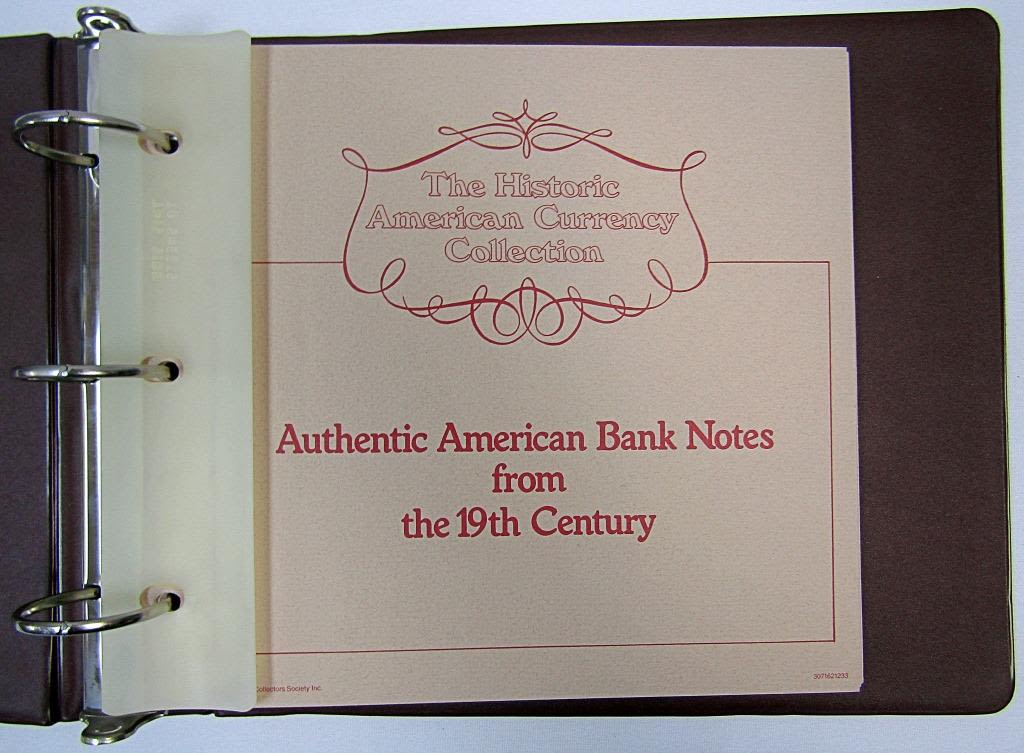 The Historic
American Currency
Collection
Authentic American Bank Notes
from
the 19th Century
Collectors Society Inc.
3071621233